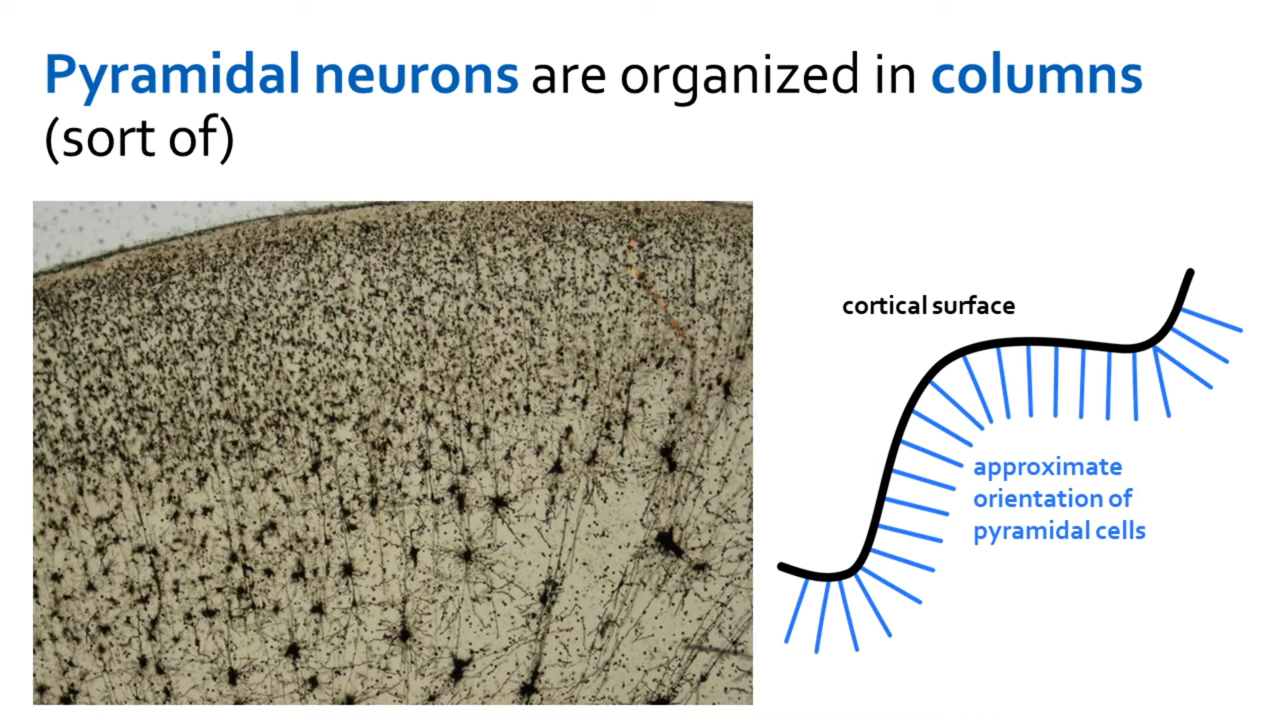 Pyramidal neurons are organized in columns
(sort of)
cortical surface
approximate
orientation of
pyramidal cells